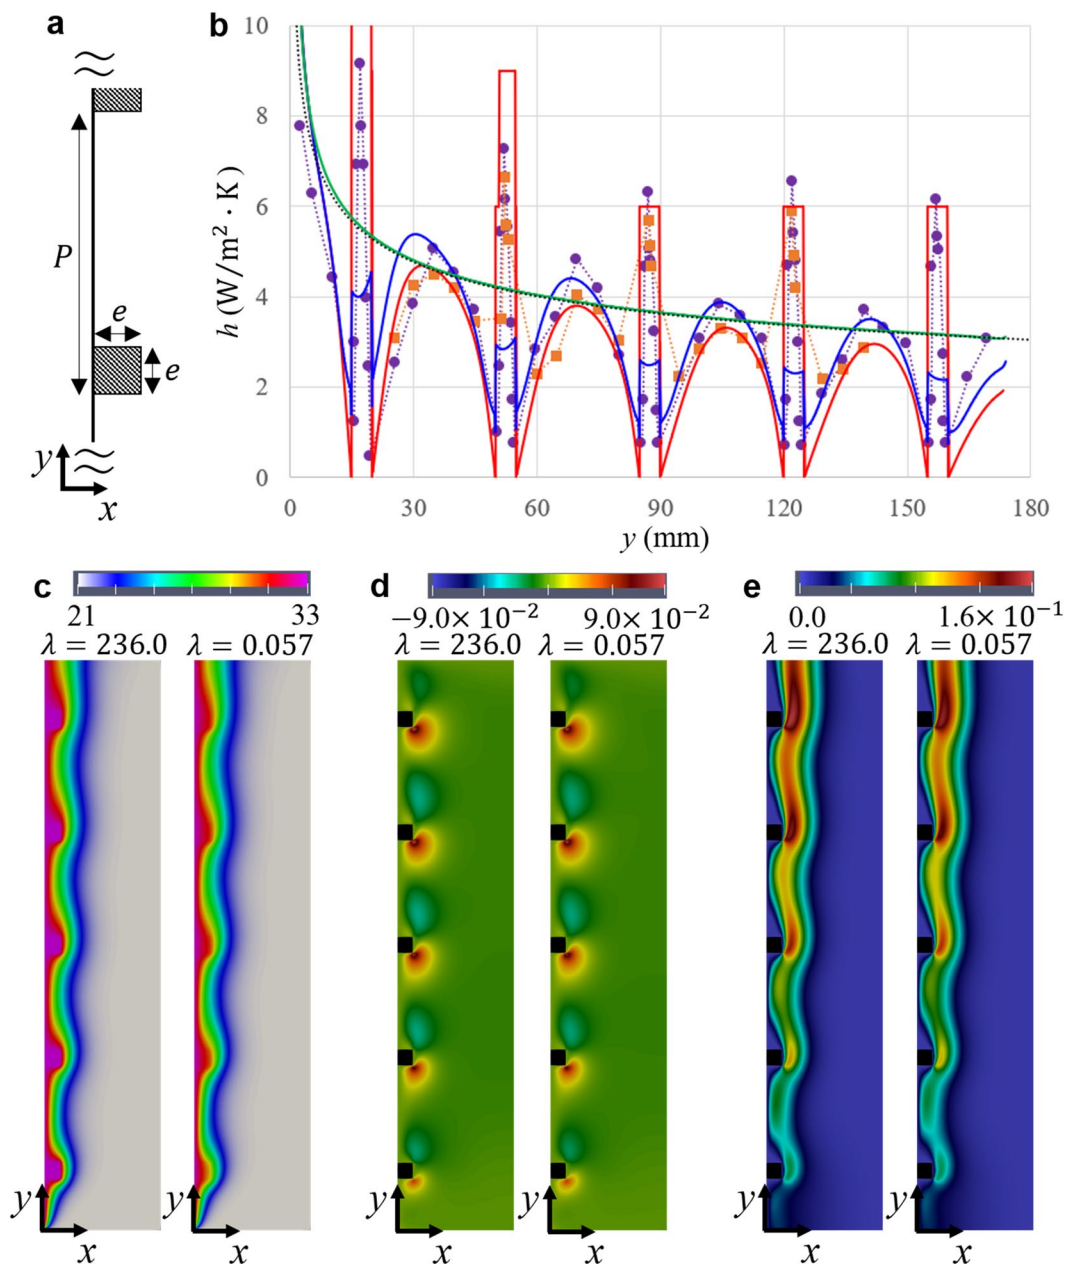 a
P
e
e
y
x
b
h (W/m² · K)
10
8
6
4
2
0
0 30 60 90 120 150 180
y (mm)
c
21 33
λ = 236.0 λ = 0.057
y y
x x
d
−9.0× 10⁻² 9.0× 10⁻²
λ = 236.0 λ = 0.057
y y
x x
e
0.0 1.6× 10⁻¹
λ = 236.0 λ = 0.057
y y
x x